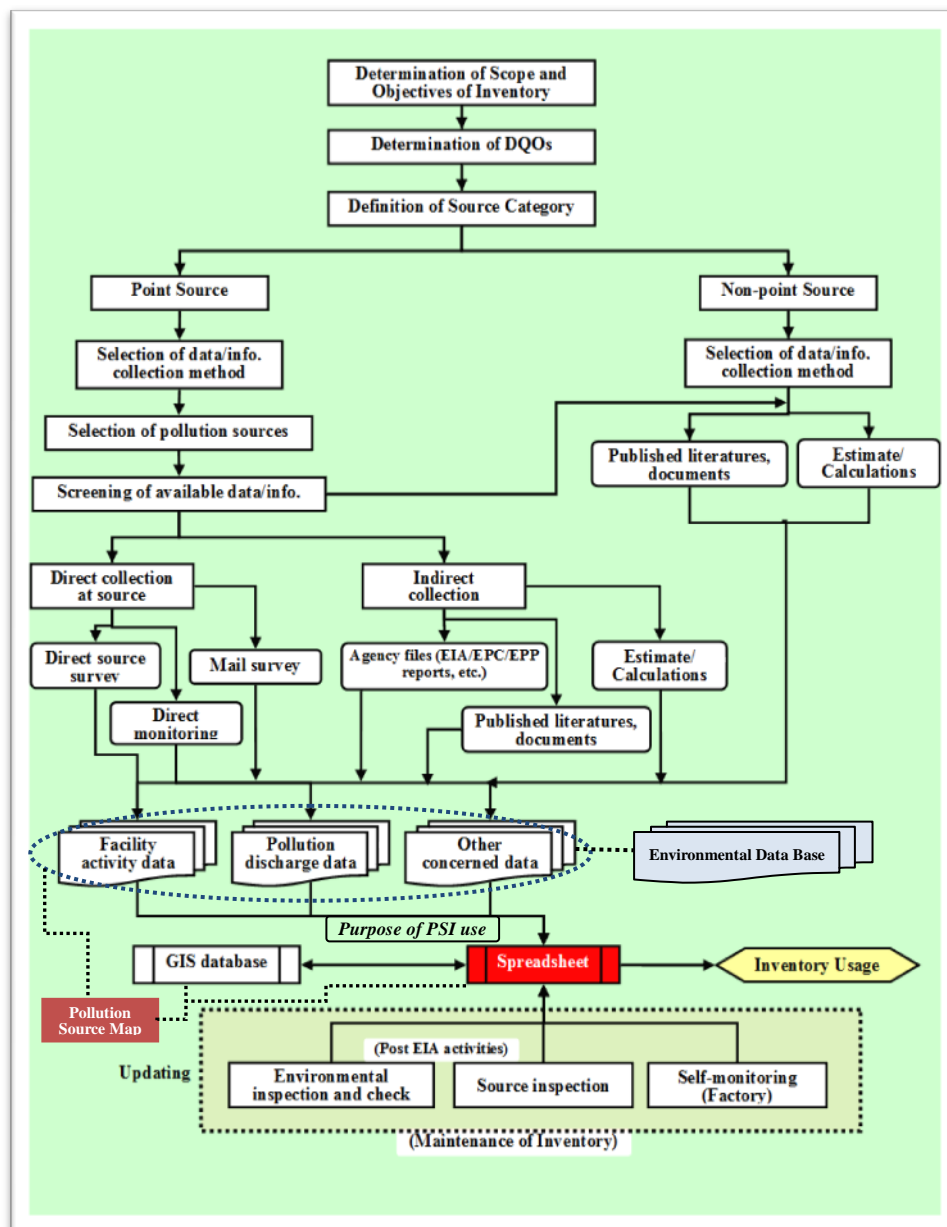 Determination of Scope and
Objectives of Inventory
Determination of DQOs
Definition of Source Category
Point Source
Non-point Source
Selection of data/info.
collection method
Selection of data/info.
collection method
Selection of pollution sources
Published literatures,
documents
Estimate/
Calculations
Screening of available data/info.
Direct collection
at source
Indirect
collection
Direct source
survey
Mail survey
Agency files (EIA/EPC/EPP
reports, etc.)
Estimate/
Calculations
Direct
monitoring
Published literatures,
documents
Facility
activity data
Pollution
discharge data
Other
concerned data
Environmental Data Base
Purpose of PSI use
GIS database
Spreadsheet
Inventory Usage
Pollution
Source Map
Updating
(Post EIA activities)
Environmental
inspection and check
Source inspection
Self-monitoring
(Factory)
(Maintenance of Inventory)